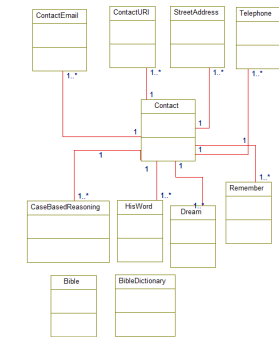 ContactEmail
ContactURI
StreetAddress
Telephone
1..*
1..*
1..*
1..*
1
1
Contact
1
1
1
1
1
1
1
1..*
1..*
1..*
1..*
CaseBasedReasoning
HisWord
Dream
Remember
Bible
BibleDictionary